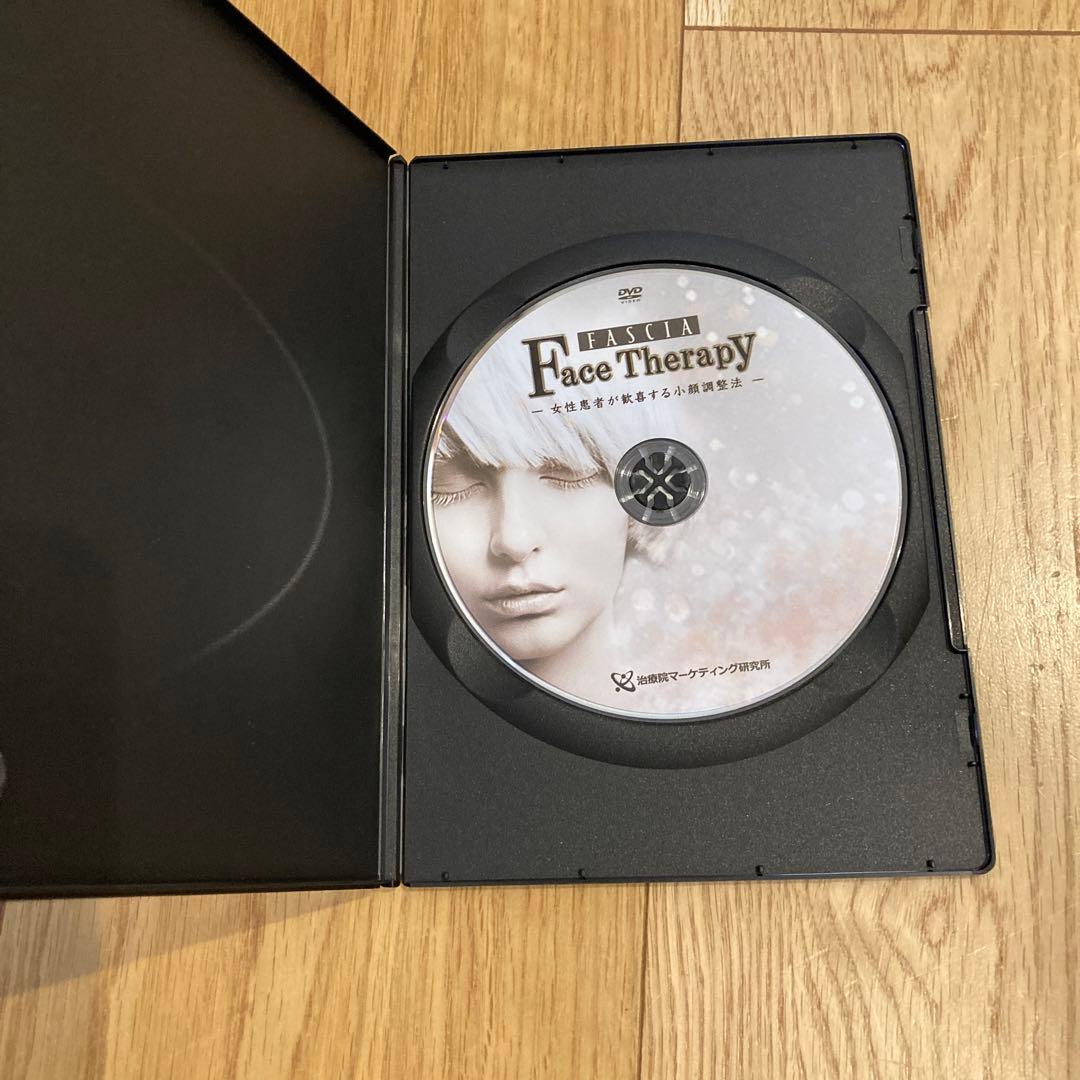 DVD
VIDEO
FASCIA
Face Therapy
― 女性患者が歓喜する小顔調整法 ―
治療院マーケティング研究所